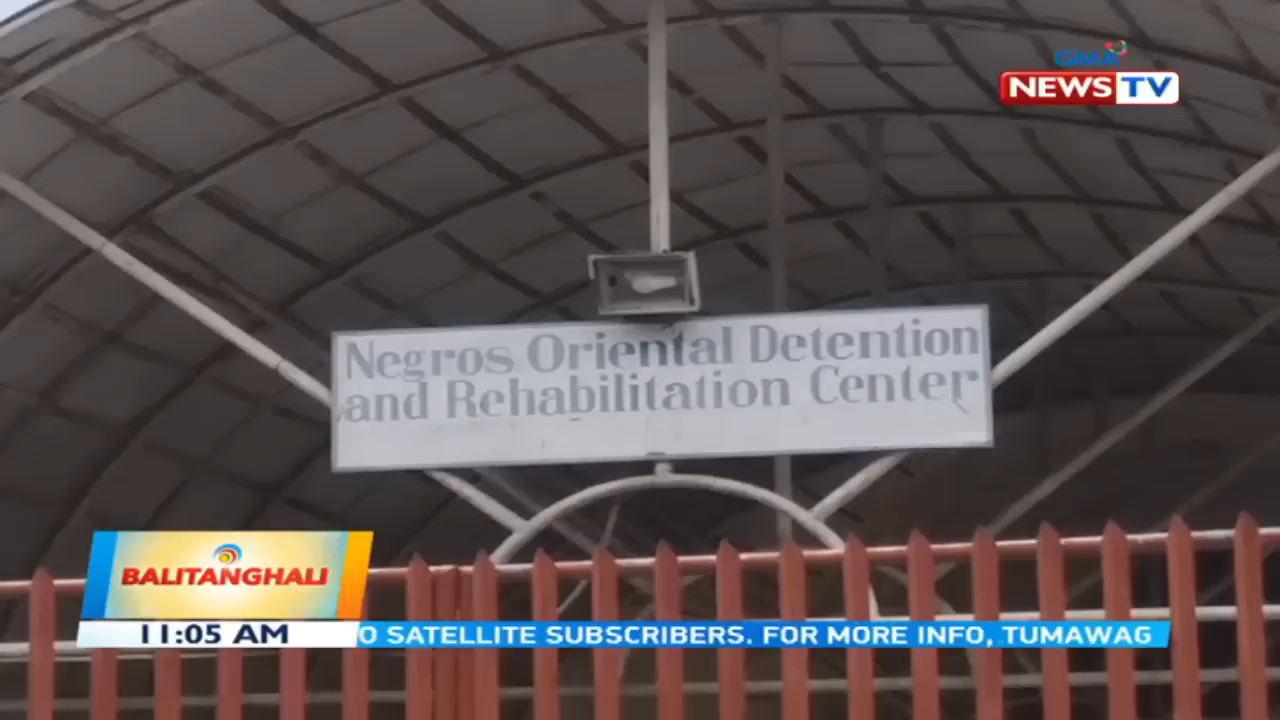 GMA
NEWS TV
Negros Oriental Detention
and Rehabilitation Center
BALITANGHALI
11:05 AM
O SATELLITE SUBSCRIBERS. FOR MORE INFO, TUMAWAG